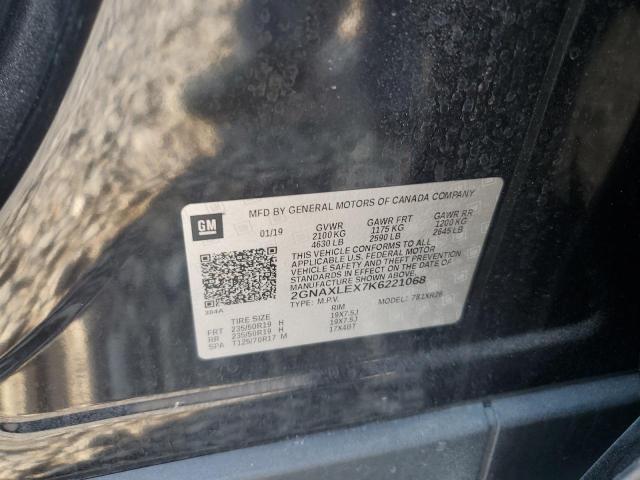 MFD BY GENERAL MOTORS OF CANADA COMPANY
GM
01/19
GVWR GAWR FRT GAWR RR
2100 KG 1175 KG 1200 KG
4630 LB 2590 LB 2645 LB
THIS VEHICLE CONFORMS TO ALL
APPLICABLE U.S. FEDERAL MOTOR
VEHICLE SAFETY AND THEFT PREVENTION
STANDARDS IN EFFECT ON THE DATE OF
MANUFACTURE SHOWN ABOVE.
2GNAXLEX7K6221068
TYPE: M.P.V. MODEL: 7B1XR26
384A
TIRE SIZE RIM
FRT 235/50R19 H 19X7.5J
RR 235/50R19 H 19X7.5J
SPA T125/70R17 M 17X4BT